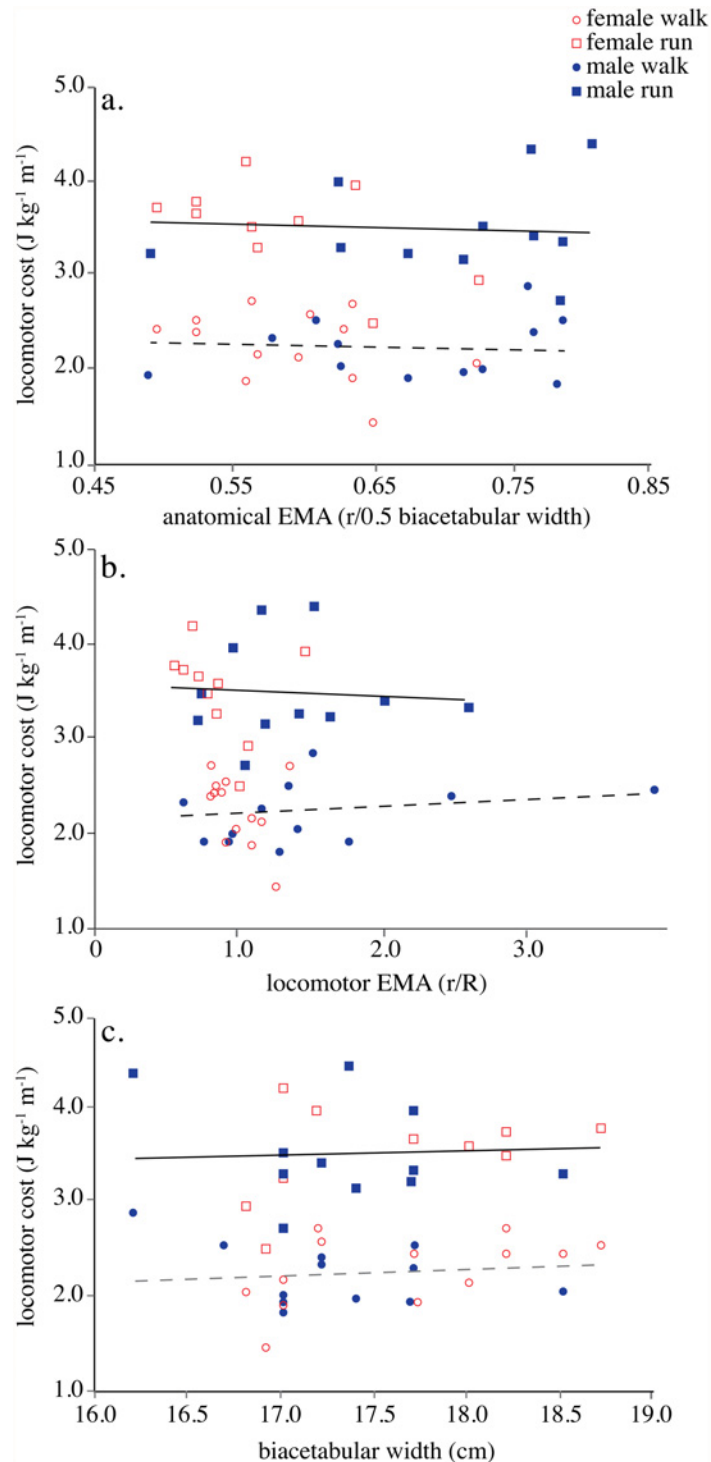 female walk
female run
male walk
male run
a.
5.0
4.0
3.0
2.0
1.0
locomotor cost (J kg⁻¹ m⁻¹)
0.45 0.55 0.65 0.75 0.85
anatomical EMA (r/0.5 biacetabular width)
b.
5.0
4.0
3.0
2.0
1.0
locomotor cost (J kg⁻¹ m⁻¹)
0 1.0 2.0 3.0
locomotor EMA (r/R)
c.
5.0
4.0
3.0
2.0
1.0
locomotor cost (J kg⁻¹ m⁻¹)
16.0 16.5 17.0 17.5 18.0 18.5 19.0
biacetabular width (cm)